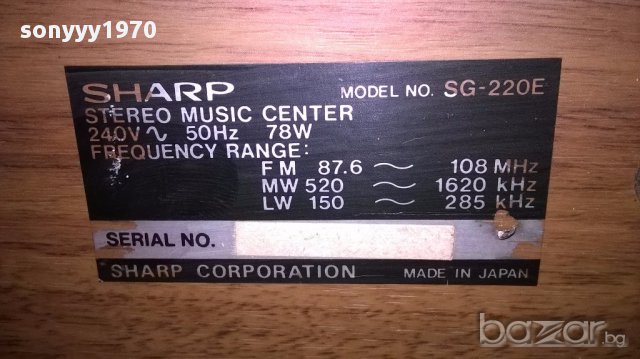 sonyyy1970
SHARP MODEL NO. SG-220E
STEREO MUSIC CENTER
240V ~ 50Hz 78W
FREQUENCY RANGE:
FM 87.6 ~ 108 MHz
MW 520 ~ 1620 kHz
LW 150 ~ 285 kHz
SERIAL NO.
SHARP CORPORATION MADE IN JAPAN
bazar.bg